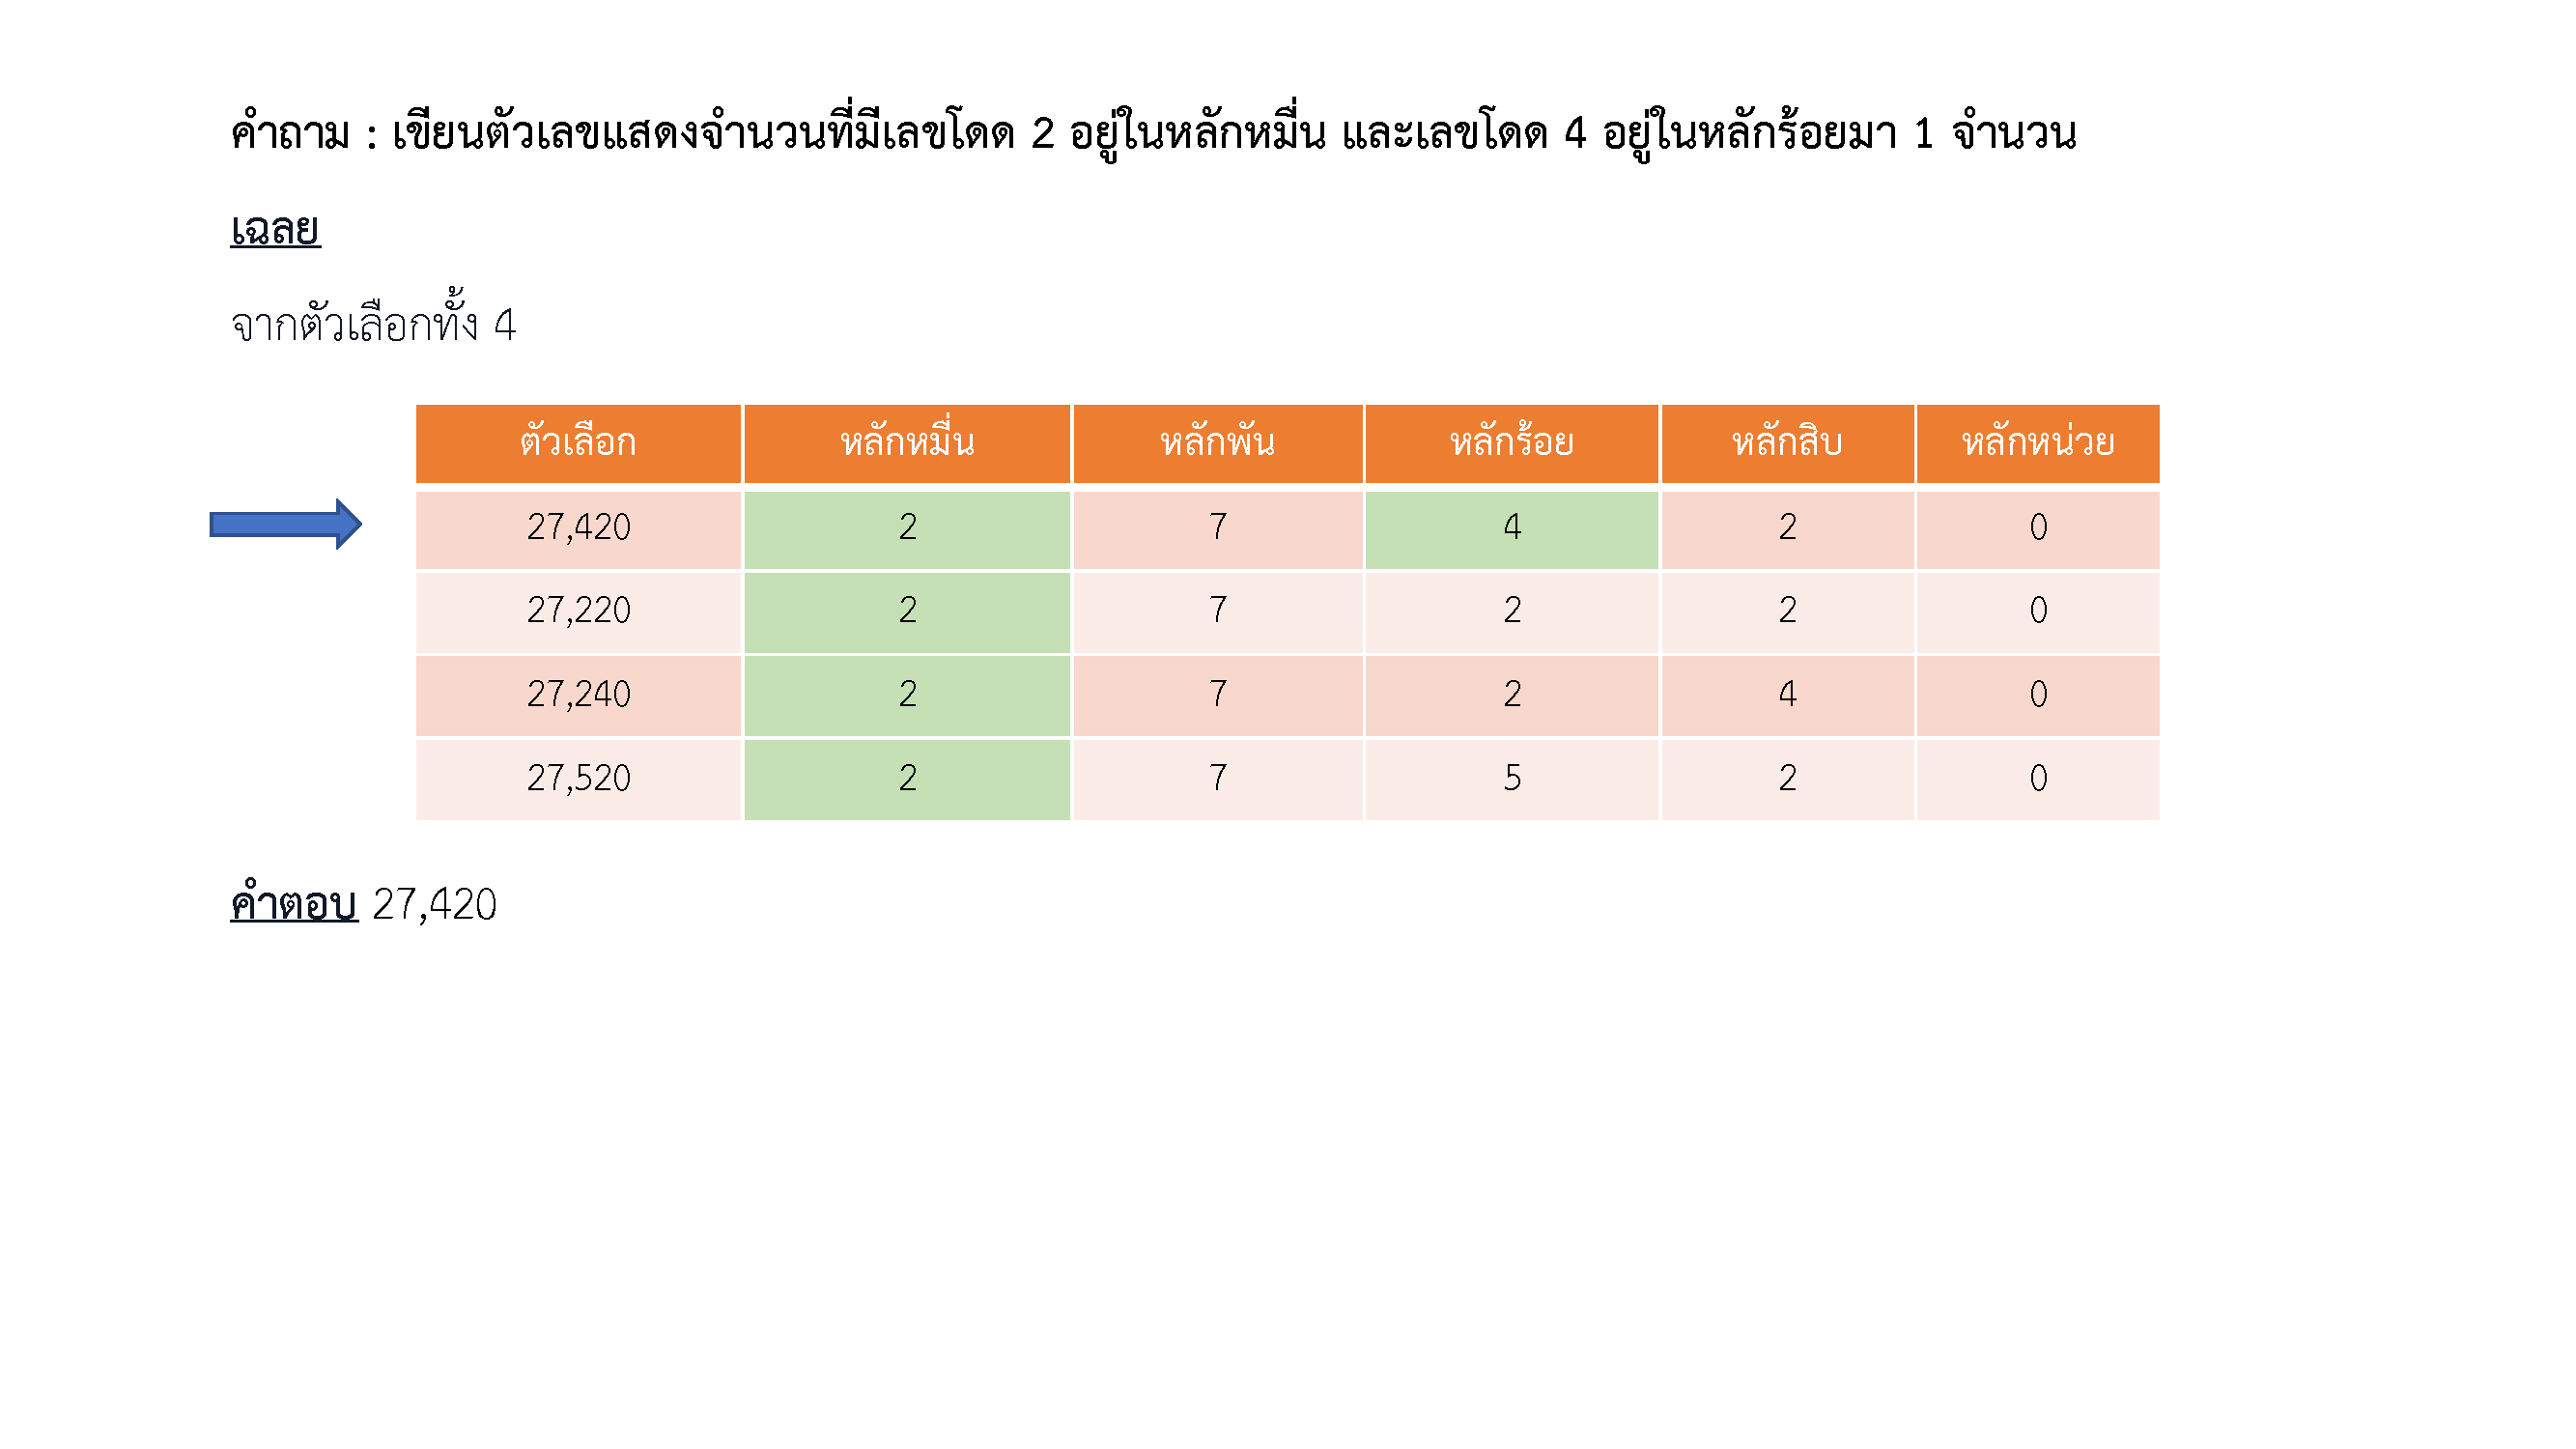 คำถาม : เขียนตัวเลขแสดงจำนวนที่มีเลขโดด 2 อยู่ในหลักหมื่น และเลขโดด 4 อยู่ในหลักร้อยมา 1 จำนวน
เฉลย
จากตัวเลือกทั้ง 4
ตัวเลือก หลักหมื่น หลักพัน หลักร้อย หลักสิบ หลักหน่วย
27,420 2 7 4 2 0
27,220 2 7 2 2 0
27,240 2 7 2 4 0
27,520 2 7 5 2 0
คำตอบ 27,420